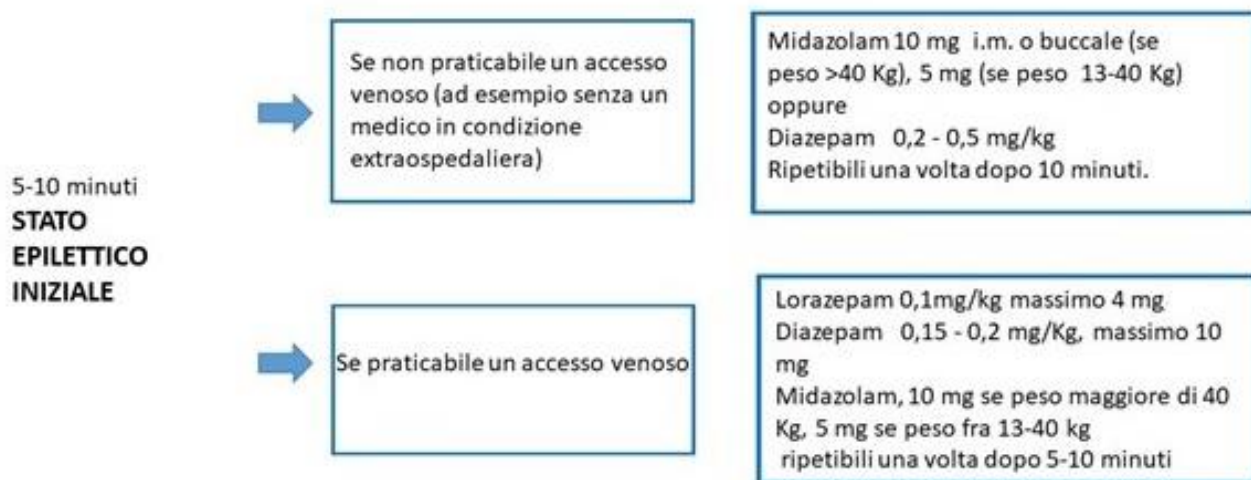 5-10 minuti
STATO
EPILETTICO
INIZIALE
Se non praticabile un accesso
venoso (ad esempio senza un
medico in condizione
extraospedaliera)
Midazolam 10 mg i.m. o buccale (se
peso >40 Kg), 5 mg (se peso 13-40 Kg)
oppure
Diazepam 0,2 - 0,5 mg/kg
Ripetibili una volta dopo 10 minuti.
Se praticabile un accesso venoso
Lorazepam 0,1mg/kg massimo 4 mg
Diazepam 0,15 - 0,2 mg/Kg, massimo 10
mg
Midazolam, 10 mg se peso maggiore di 40
Kg, 5 mg se peso fra 13-40 kg
ripetibili una volta dopo 5-10 minuti